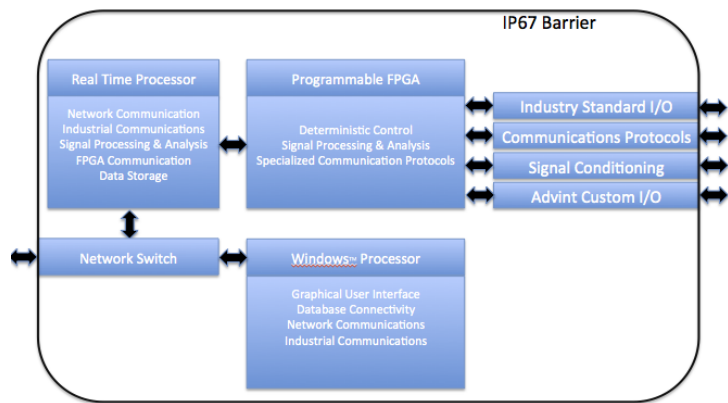 IP67 Barrier
Real Time Processor
Network Communication
Industrial Communications
Signal Processing & Analysis
FPGA Communication
Data Storage
Programmable FPGA
Deterministic Control
Signal Processing & Analysis
Specialized Communication Protocols
Industry Standard I/O
Communications Protocols
Signal Conditioning
Advint Custom I/O
Network Switch
Windows™ Processor
Graphical User Interface
Database Connectivity
Network Communications
Industrial Communications